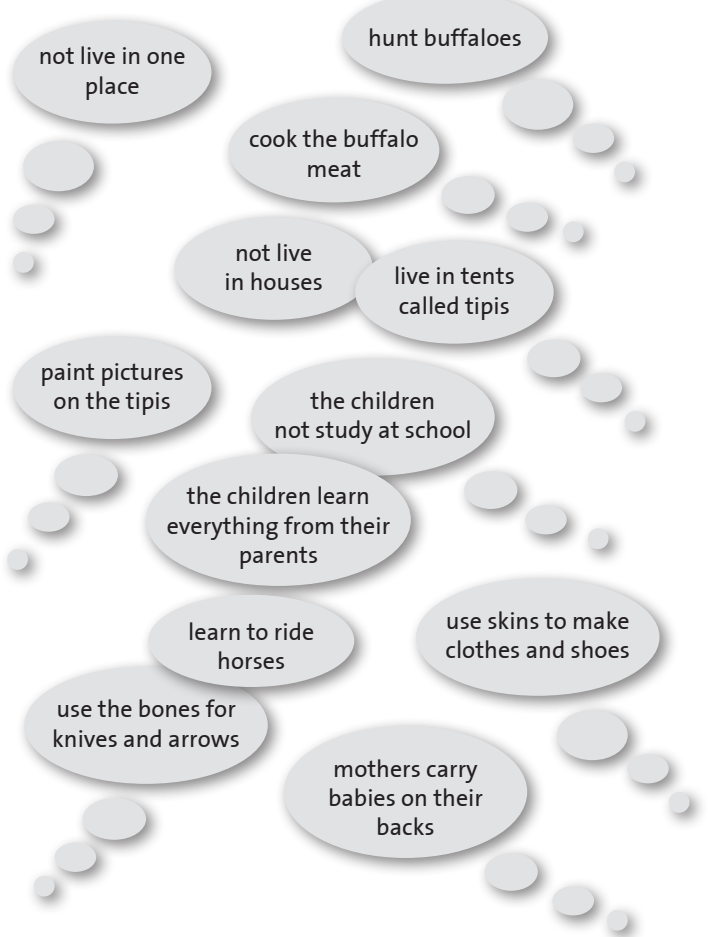 not live in one
place
hunt buffaloes
cook the buffalo
meat
not live
in houses
live in tents
called tipis
paint pictures
on the tipis
the children
not study at school
the children learn
everything from their
parents
learn to ride
horses
use skins to make
clothes and shoes
use the bones for
knives and arrows
mothers carry
babies on their
backs